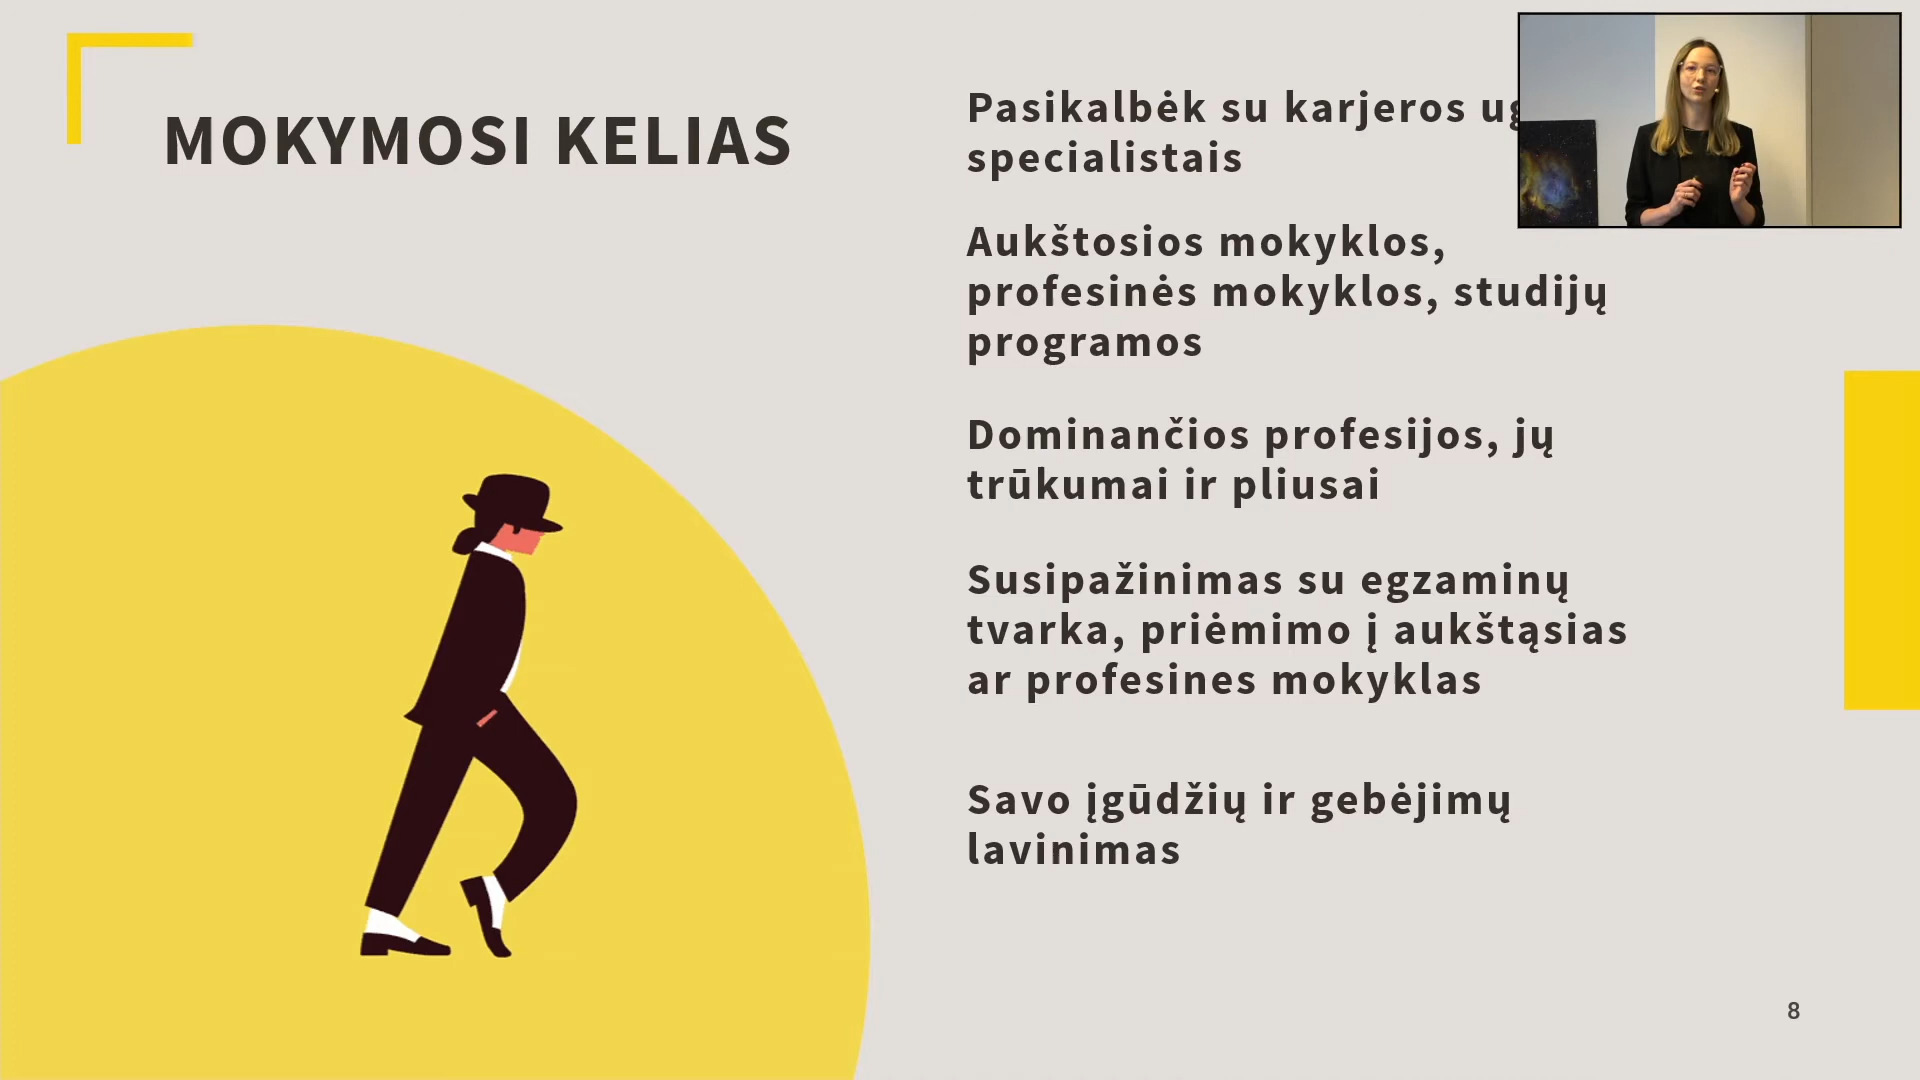 MOKYMOSI KELIAS
Pasikalbėk su karjeros
specialistais
Aukštosios mokyklos,
profesinės mokyklos, studijų
programos
Dominančios profesijos, jų
trūkumai ir pliusai
Susipažinimas su egzaminų
tvarka, priėmimo į aukštąsias
ar profesines mokyklas
Savo įgūdžių ir gebėjimų
lavinimas
8